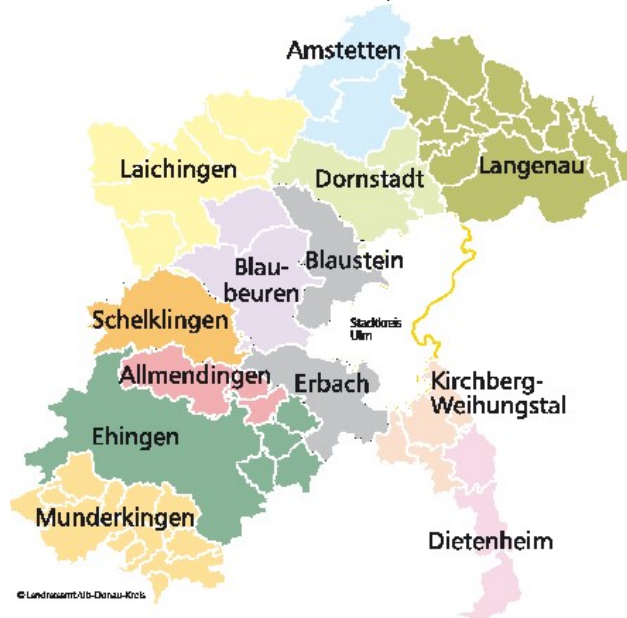 Amstetten
Laichingen
Dornstadt
Langenau
Blau-
beuren
Blaustein
Schelklingen
Stadtkreis
Ulm
Allmendingen
Erbach
Kirchberg-
Weihungstal
Ehingen
Munderkingen
Dietenheim
© Landratsamt Alb-Donau-Kreis